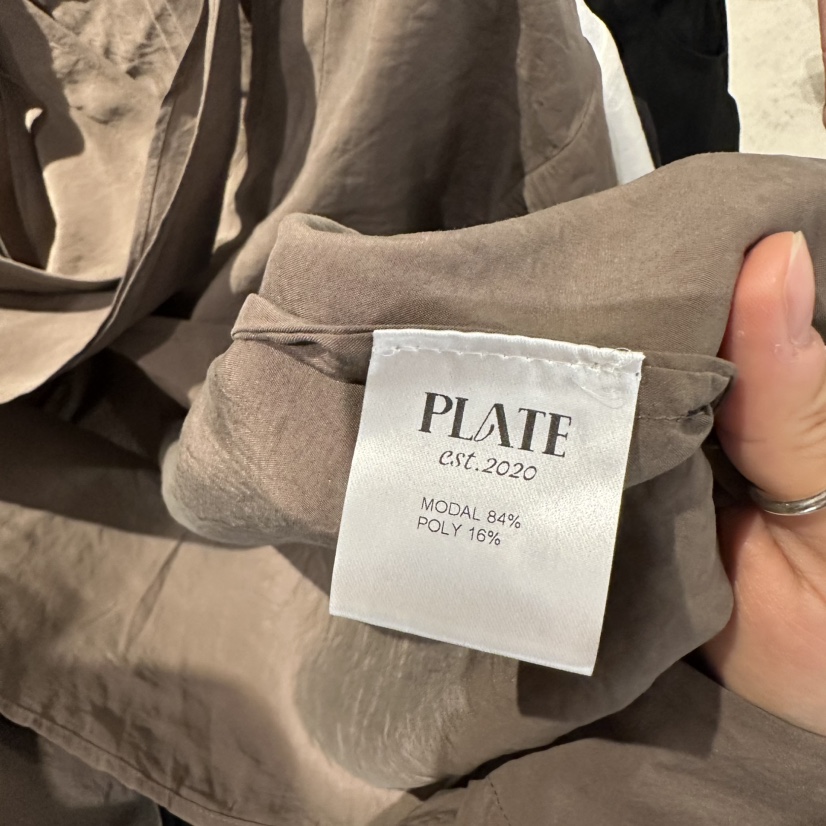 PLATE
est.2020
MODAL 84%
POLY 16%